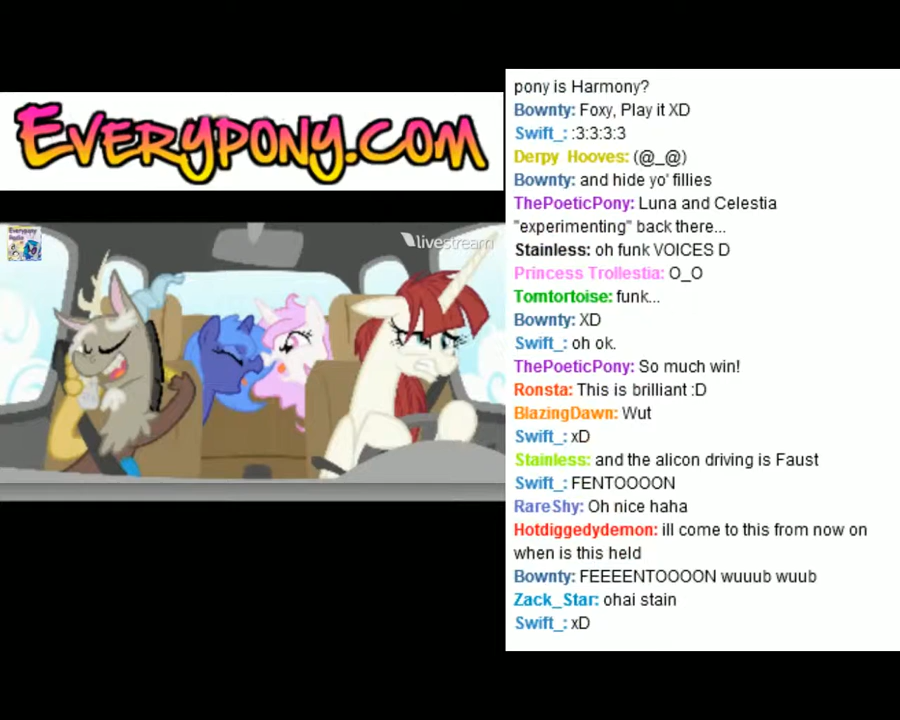 EVERYPONY.COM
Everypony
Radio
livestream
pony is Harmony?
Bownty: Foxy, Play it XD
Swift_: :3:3:3:3
Derpy_Hooves: (@_@)
Bownty: and hide yo' fillies
ThePoeticPony: Luna and Celestia
"experimenting" back there...
Stainless: oh funk VOICES D
Princess Trollestia: O_O
Tomtortoise: funk...
Bownty: XD
Swift_: oh ok.
ThePoeticPony: So much win!
Ronsta: This is brilliant :D
BlazingDawn: Wut
Swift_: xD
Stainless: and the alicon driving is Faust
Swift_: FENTOOOON
RareShy: Oh nice haha
Hotdiggedydemon: ill come to this from now on
when is this held
Bownty: FEEEENTOOOON wuuub wuub
Zack_Star: ohai stain
Swift_: xD